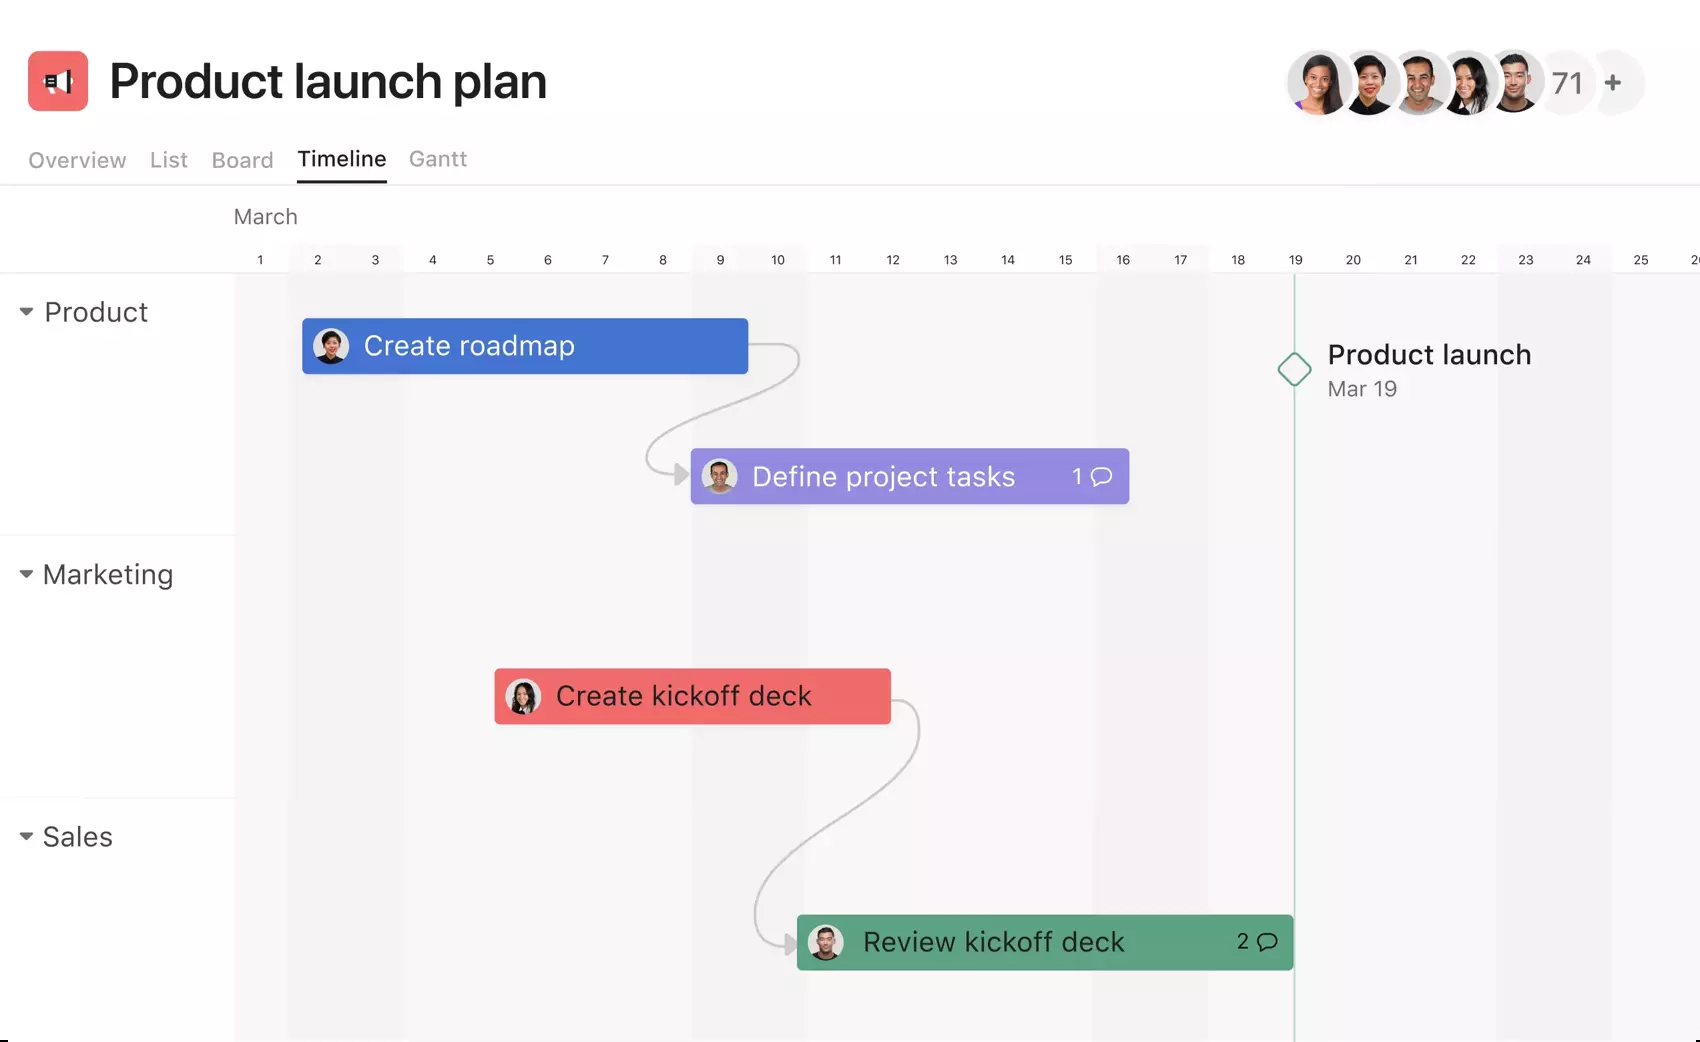 Product launch plan
71 +
Overview List Board Timeline Gantt
March
1 2 3 4 5 6 7 8 9 10 11 12 13 14 15 16 17 18 19 20 21 22 23 24 25
Product
Create roadmap
Product launch
Mar 19
Define project tasks 1
Marketing
Create kickoff deck
Sales
Review kickoff deck 2